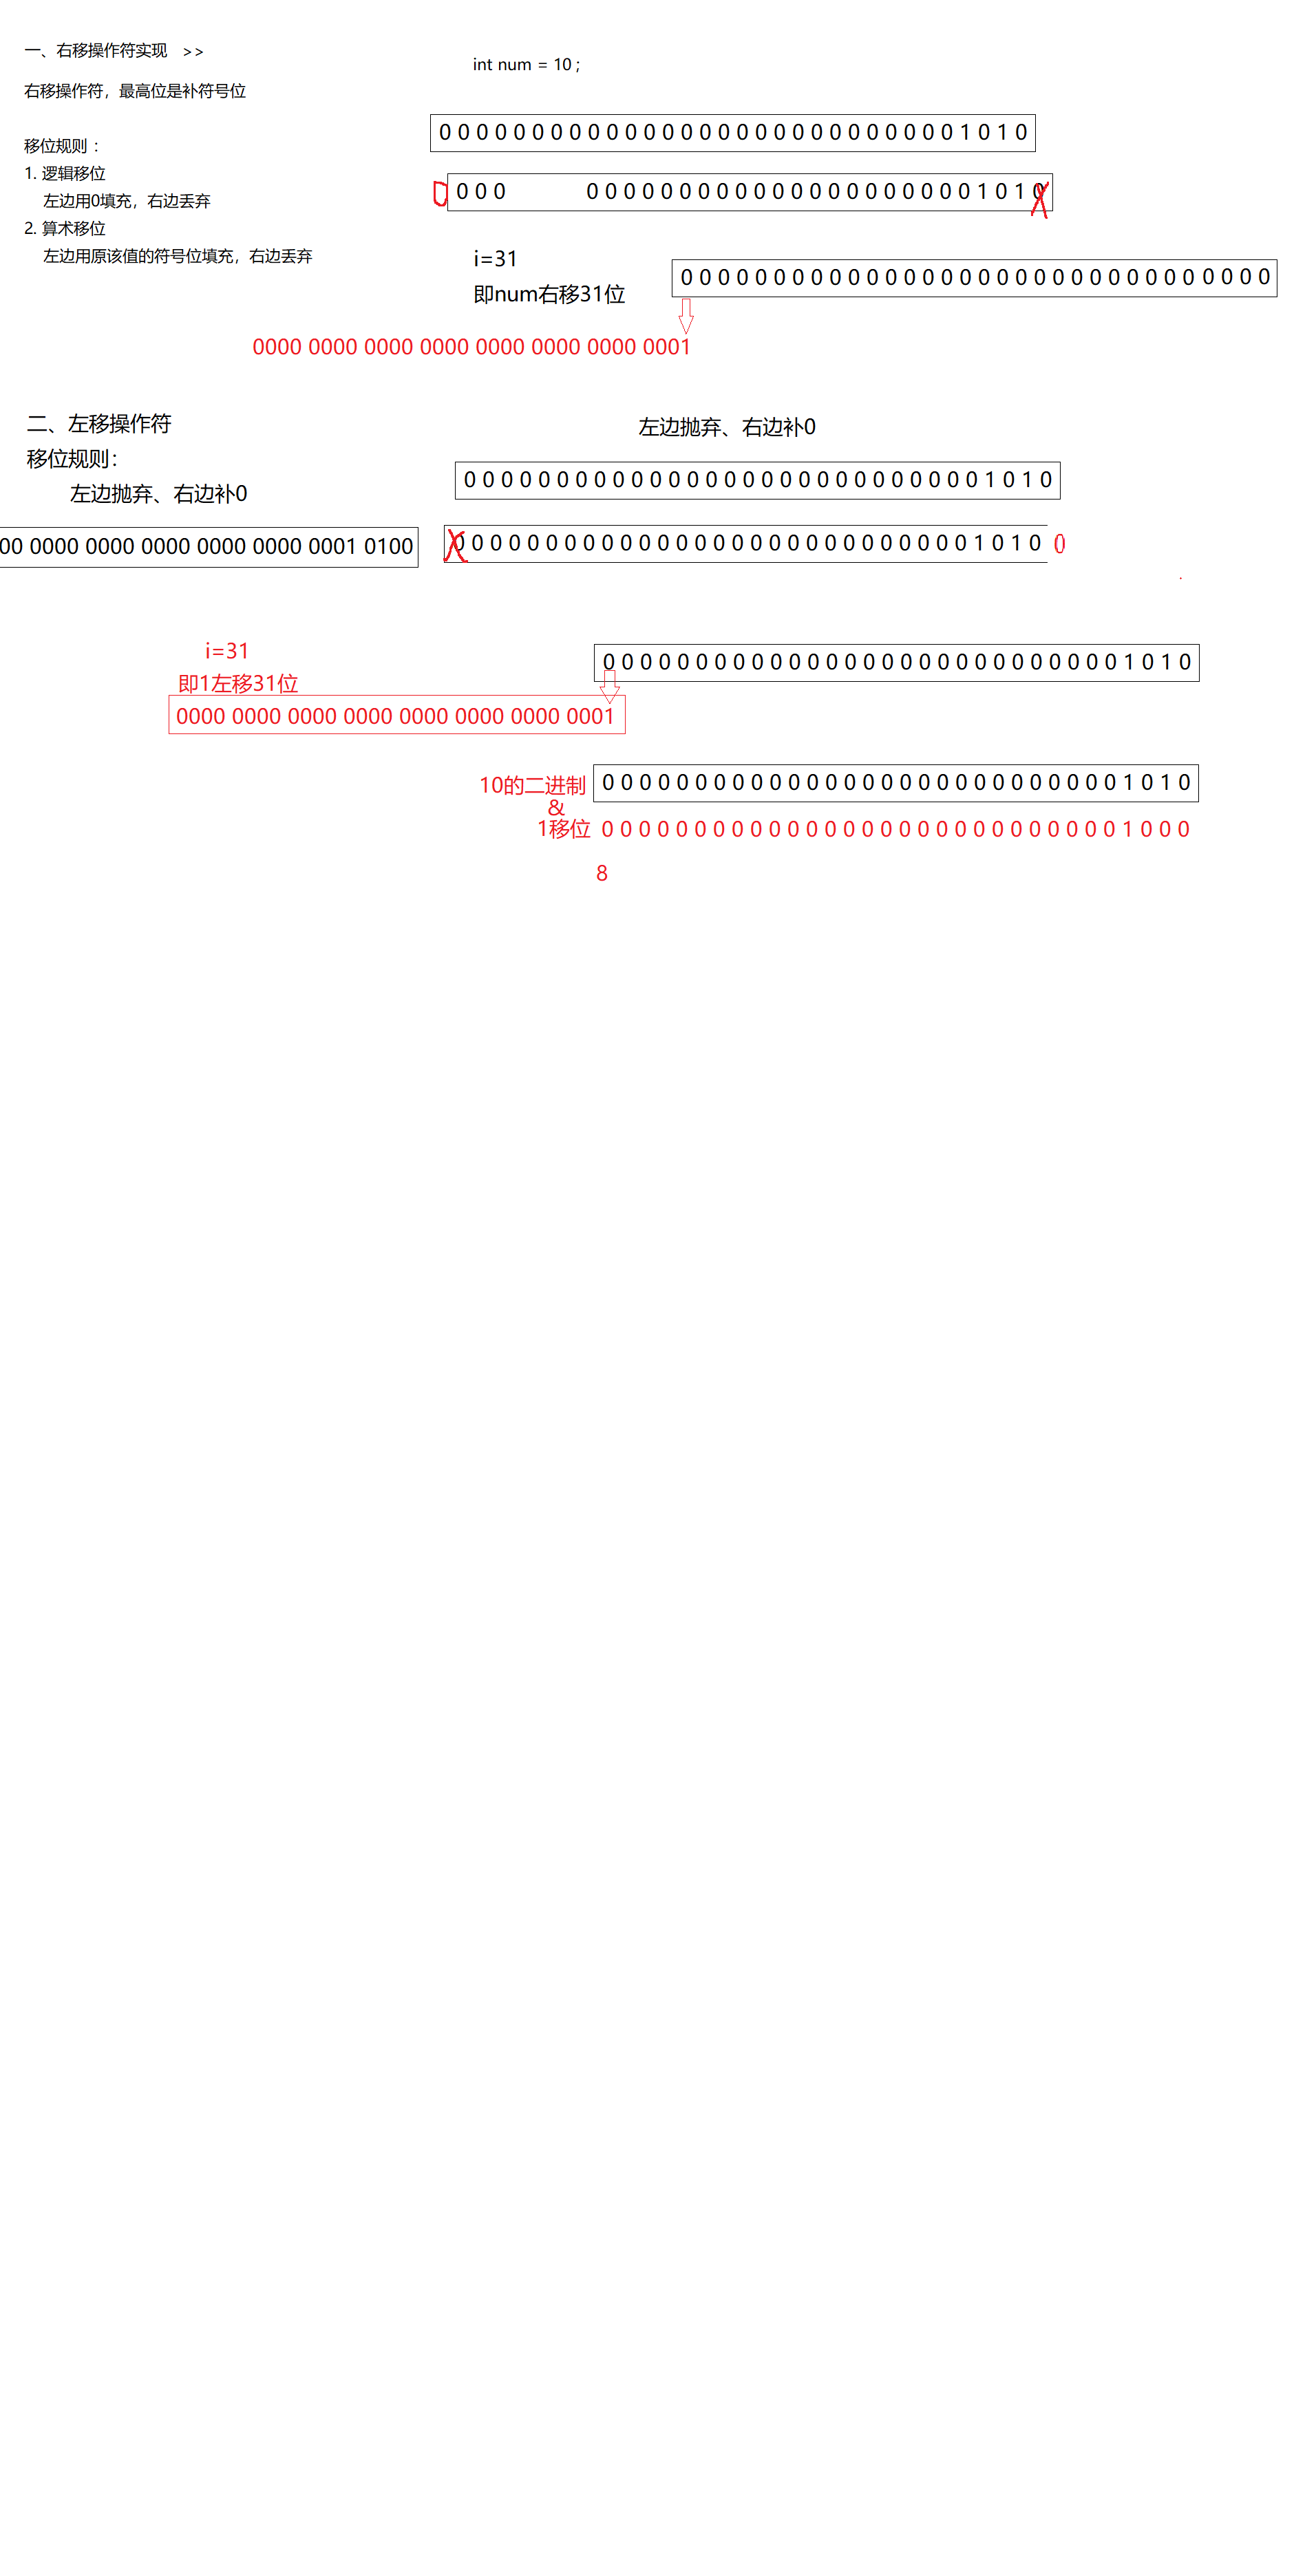 一、右移操作符实现 >>
int num = 10 ;
右移操作符，最高位是补符号位
0 0 0 0 0 0 0 0 0 0 0 0 0 0 0 0 0 0 0 0 0 0 0 0 0 0 0 0 1 0 1 0
移位规则 ：
1. 逻辑移位
0 0 0 0 0 0 0 0 0 0 0 0 0 0 0 0 0 0 0 0 0 0 0 0 1 0 1 0
左边用0填充，右边丢弃
2. 算术移位
左边用原该值的符号位填充，右边丢弃
i=31
即num右移31位
0 0 0 0 0 0 0 0 0 0 0 0 0 0 0 0 0 0 0 0 0 0 0 0 0 0 0 0 0 0 0 0
0000 0000 0000 0000 0000 0000 0000 0001
二、左移操作符
左边抛弃、右边补0
移位规则：
0 0 0 0 0 0 0 0 0 0 0 0 0 0 0 0 0 0 0 0 0 0 0 0 0 0 0 0 1 0 1 0
左边抛弃、右边补0
00 0000 0000 0000 0000 0000 0001 0100
0 0 0 0 0 0 0 0 0 0 0 0 0 0 0 0 0 0 0 0 0 0 0 0 0 0 0 0 1 0 1 0 0
i=31
即1左移31位
0 0 0 0 0 0 0 0 0 0 0 0 0 0 0 0 0 0 0 0 0 0 0 0 0 0 0 0 1 0 1 0
0000 0000 0000 0000 0000 0000 0000 0001
10的二进制 0 0 0 0 0 0 0 0 0 0 0 0 0 0 0 0 0 0 0 0 0 0 0 0 0 0 0 0 1 0 1 0
&
1移位 0 0 0 0 0 0 0 0 0 0 0 0 0 0 0 0 0 0 0 0 0 0 0 0 0 0 0 0 1 0 0 0
8